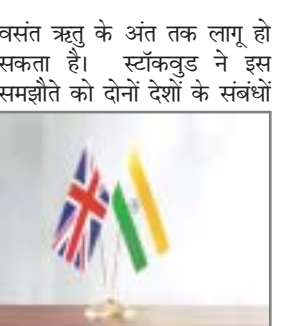 वसंत ऋतु के अंत तक लागू हो
सकता है। स्टॉकवुड ने इस
समझौते को दोनों देशों के संबंधों